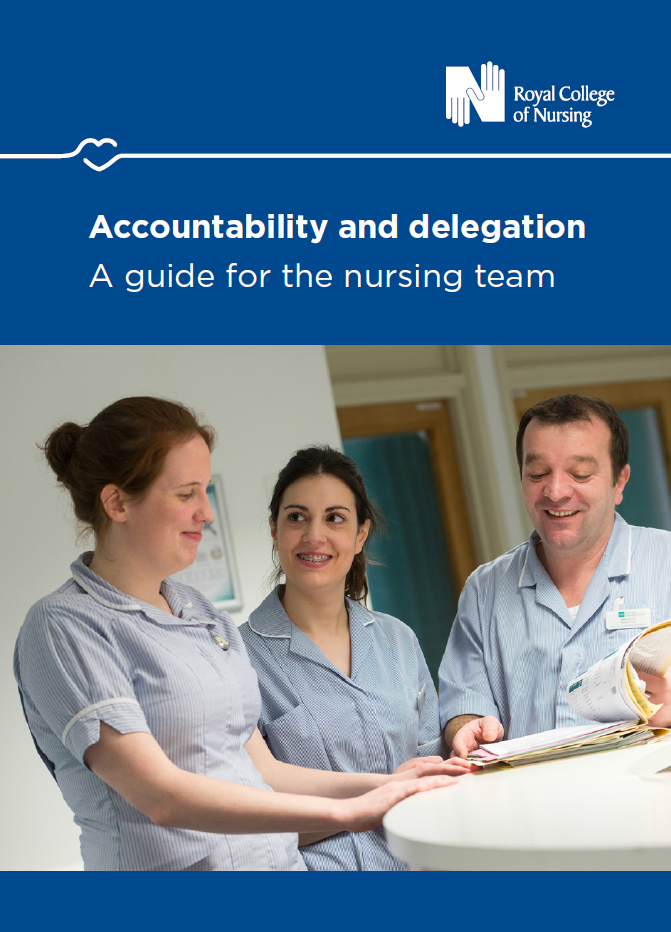 Royal College
of Nursing
Accountability and delegation
A guide for the nursing team